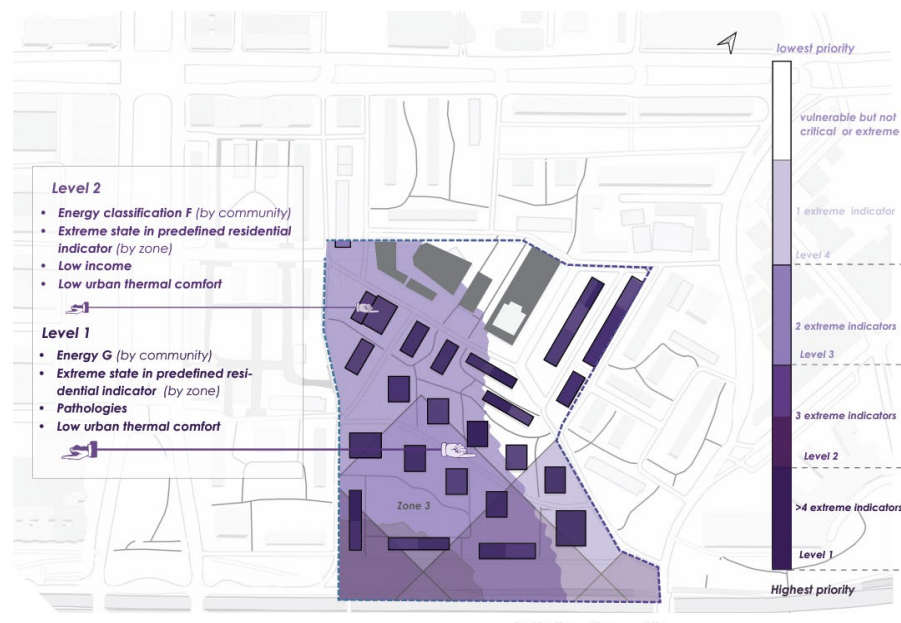 lowest priority
vulnerable but not
critical or extreme
1 extreme indicator
Level 4
2 extreme indicators
Level 3
3 extreme indicators
Level 2
>4 extreme indicators
Level 1
Highest priority
Level 2
• Energy classification F (by community)
• Extreme state in predefined residential
indicator (by zone)
• Low income
• Low urban thermal comfort
Level 1
• Energy G (by community)
• Extreme state in predefined resi-
dential indicator (by zone)
• Pathologies
• Low urban thermal comfort
Zone 3